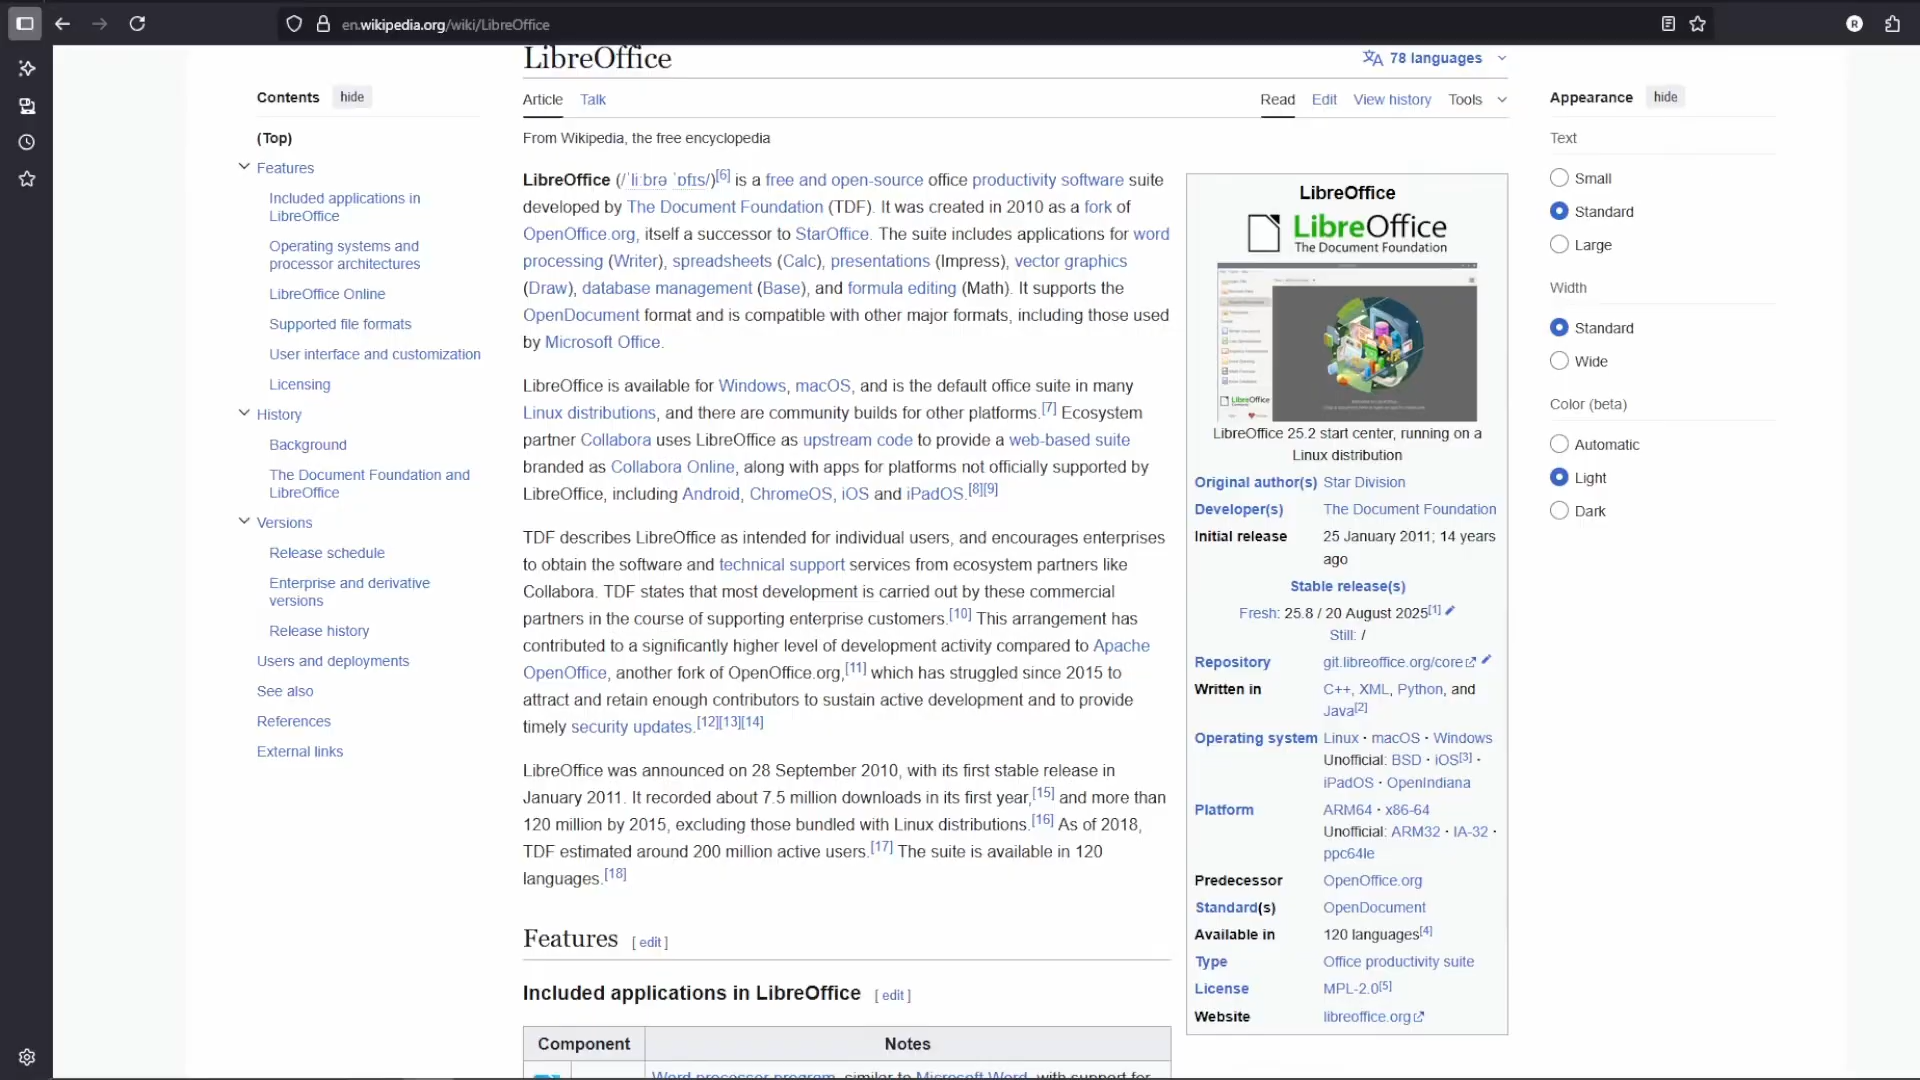 en.wikipedia.org/wiki/LibreOffice
R
LibreOffice
78 languages
Contents hide
(Top)
Features
Included applications in
LibreOffice
Operating systems and
processor architectures
LibreOffice Online
Supported file formats
User interface and customization
Licensing
History
Background
The Document Foundation and
LibreOffice
Versions
Release schedule
Enterprise and derivative
versions
Release history
Users and deployments
See also
References
External links
Article Talk
Read Edit View history Tools
From Wikipedia, the free encyclopedia
LibreOffice (/ˈliːbrə ˈɒfɪs/)[6] is a free and open-source office productivity software suite
developed by The Document Foundation (TDF). It was created in 2010 as a fork of
OpenOffice.org, itself a successor to StarOffice. The suite includes applications for word
processing (Writer), spreadsheets (Calc), presentations (Impress), vector graphics
(Draw), database management (Base), and formula editing (Math). It supports the
OpenDocument format and is compatible with other major formats, including those used
by Microsoft Office.
LibreOffice is available for Windows, macOS, and is the default office suite in many
Linux distributions, and there are community builds for other platforms.[7] Ecosystem
partner Collabora uses LibreOffice as upstream code to provide a web-based suite
branded as Collabora Online, along with apps for platforms not officially supported by
LibreOffice, including Android, ChromeOS, iOS and iPadOS.[8][9]
TDF describes LibreOffice as intended for individual users, and encourages enterprises
to obtain the software and technical support services from ecosystem partners like
Collabora. TDF states that most development is carried out by these commercial
partners in the course of supporting enterprise customers.[10] This arrangement has
contributed to a significantly higher level of development activity compared to Apache
OpenOffice, another fork of OpenOffice.org,[11] which has struggled since 2015 to
attract and retain enough contributors to sustain active development and to provide
timely security updates.[12][13][14]
LibreOffice was announced on 28 September 2010, with its first stable release in
January 2011. It recorded about 7.5 million downloads in its first year,[15] and more than
120 million by 2015, excluding those bundled with Linux distributions.[16] As of 2018,
TDF estimated around 200 million active users.[17] The suite is available in 120
languages.[18]
Features [ edit ]
Included applications in LibreOffice [ edit ]
Component Notes
Word processor program, similar to Microsoft Word, with support for
LibreOffice
LibreOffice
The Document Foundation
LibreOffice
LibreOffice 25.2 start center, running on a
Linux distribution
Original author(s) Star Division
Developer(s) The Document Foundation
Initial release 25 January 2011; 14 years
ago
Stable release(s)
Fresh: 25.8 / 20 August 2025[1]
Still: /
Repository git.libreoffice.org/core
Written in C++, XML, Python, and
Java[2]
Operating system Linux · macOS · Windows
Unofficial: BSD · iOS[3] ·
iPadOS · OpenIndiana
Platform ARM64 · x86-64
Unofficial: ARM32 · IA-32 ·
ppc64le
Predecessor OpenOffice.org
Standard(s) OpenDocument
Available in 120 languages[4]
Type Office productivity suite
License MPL-2.0[5]
Website libreoffice.org
Appearance hide
Text
Small
Standard
Large
Width
Standard
Wide
Color (beta)
Automatic
Light
Dark